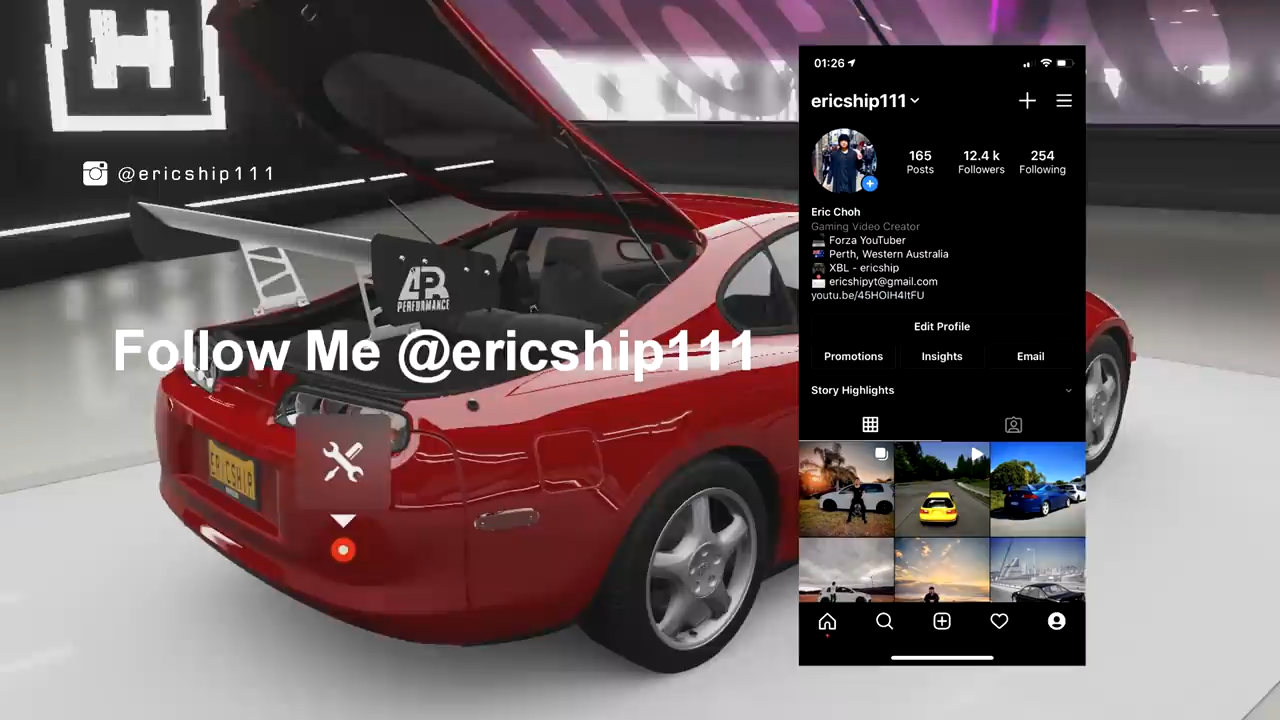 H
@ericship111
APR
PERFORMANCE
Follow Me @ericship111
ERICSHIP
01:26
ericship111
165
Posts
12.4 k
Followers
254
Following
Eric Choh
Gaming Video Creator
Forza YouTuber
Perth, Western Australia
XBL - ericship
ericshipyt@gmail.com
youtu.be/45HOIH4ItFU
Edit Profile
Promotions
Insights
Email
Story Highlights